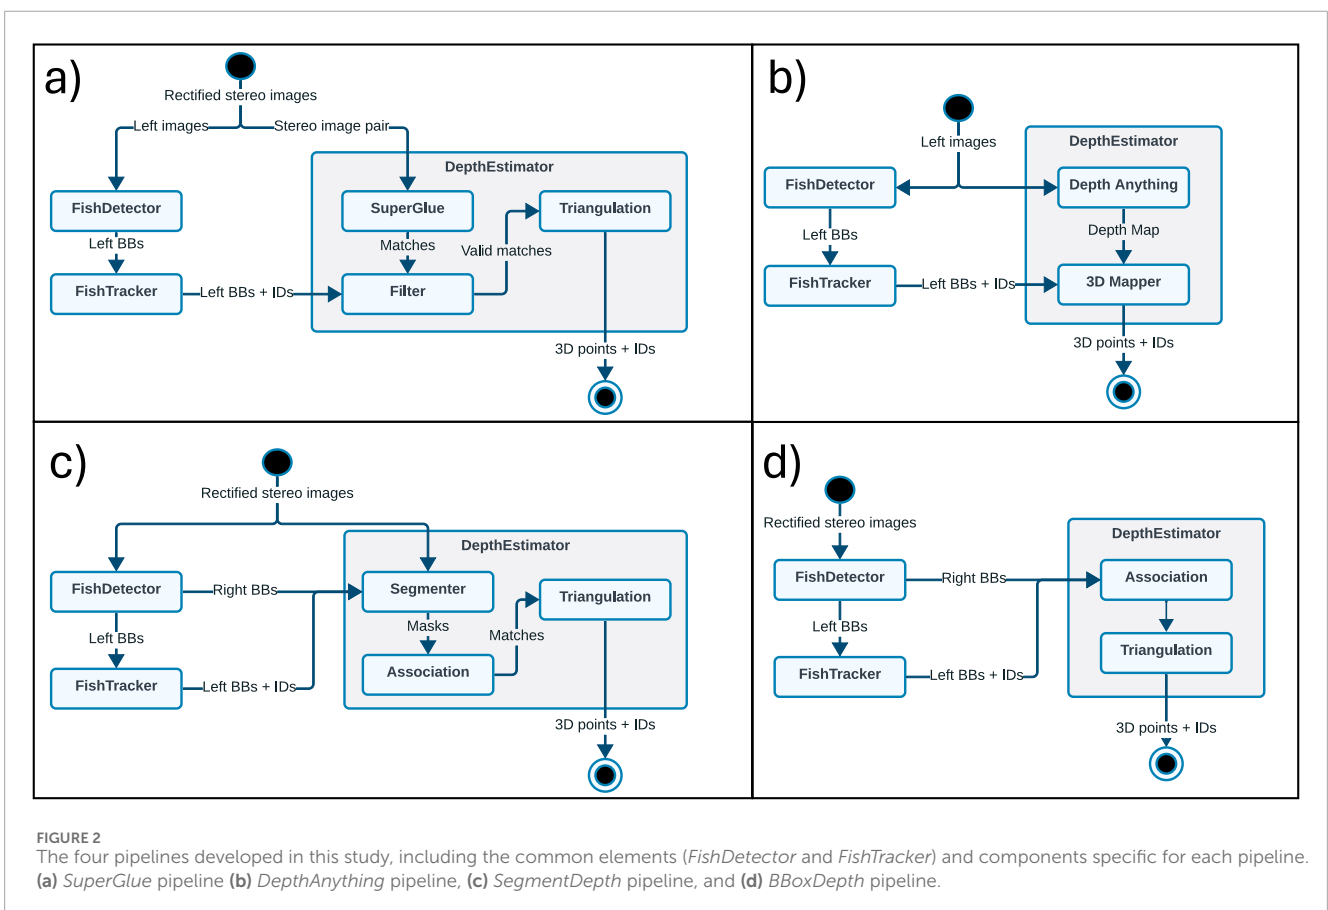 a)
Rectified stereo images
Left images
Stereo image pair
DepthEstimator
FishDetector
SuperGlue
Triangulation
Left BBs
Matches
Valid matches
FishTracker
Left BBs + IDs
Filter
3D points + IDs
b)
Left images
DepthEstimator
FishDetector
Depth Anything
Left BBs
Depth Map
FishTracker
Left BBs + IDs
3D Mapper
3D points + IDs
c)
Rectified stereo images
DepthEstimator
FishDetector
Right BBs
Segmenter
Triangulation
Left BBs
Masks
Matches
FishTracker
Left BBs + IDs
Association
3D points + IDs
d)
Rectified stereo images
DepthEstimator
FishDetector
Right BBs
Association
Left BBs
FishTracker
Left BBs + IDs
Triangulation
3D points + IDs
FIGURE 2
The four pipelines developed in this study, including the common elements (FishDetector and FishTracker) and components specific for each pipeline.
(a) SuperGlue pipeline (b) DepthAnything pipeline, (c) SegmentDepth pipeline, and (d) BBoxDepth pipeline.